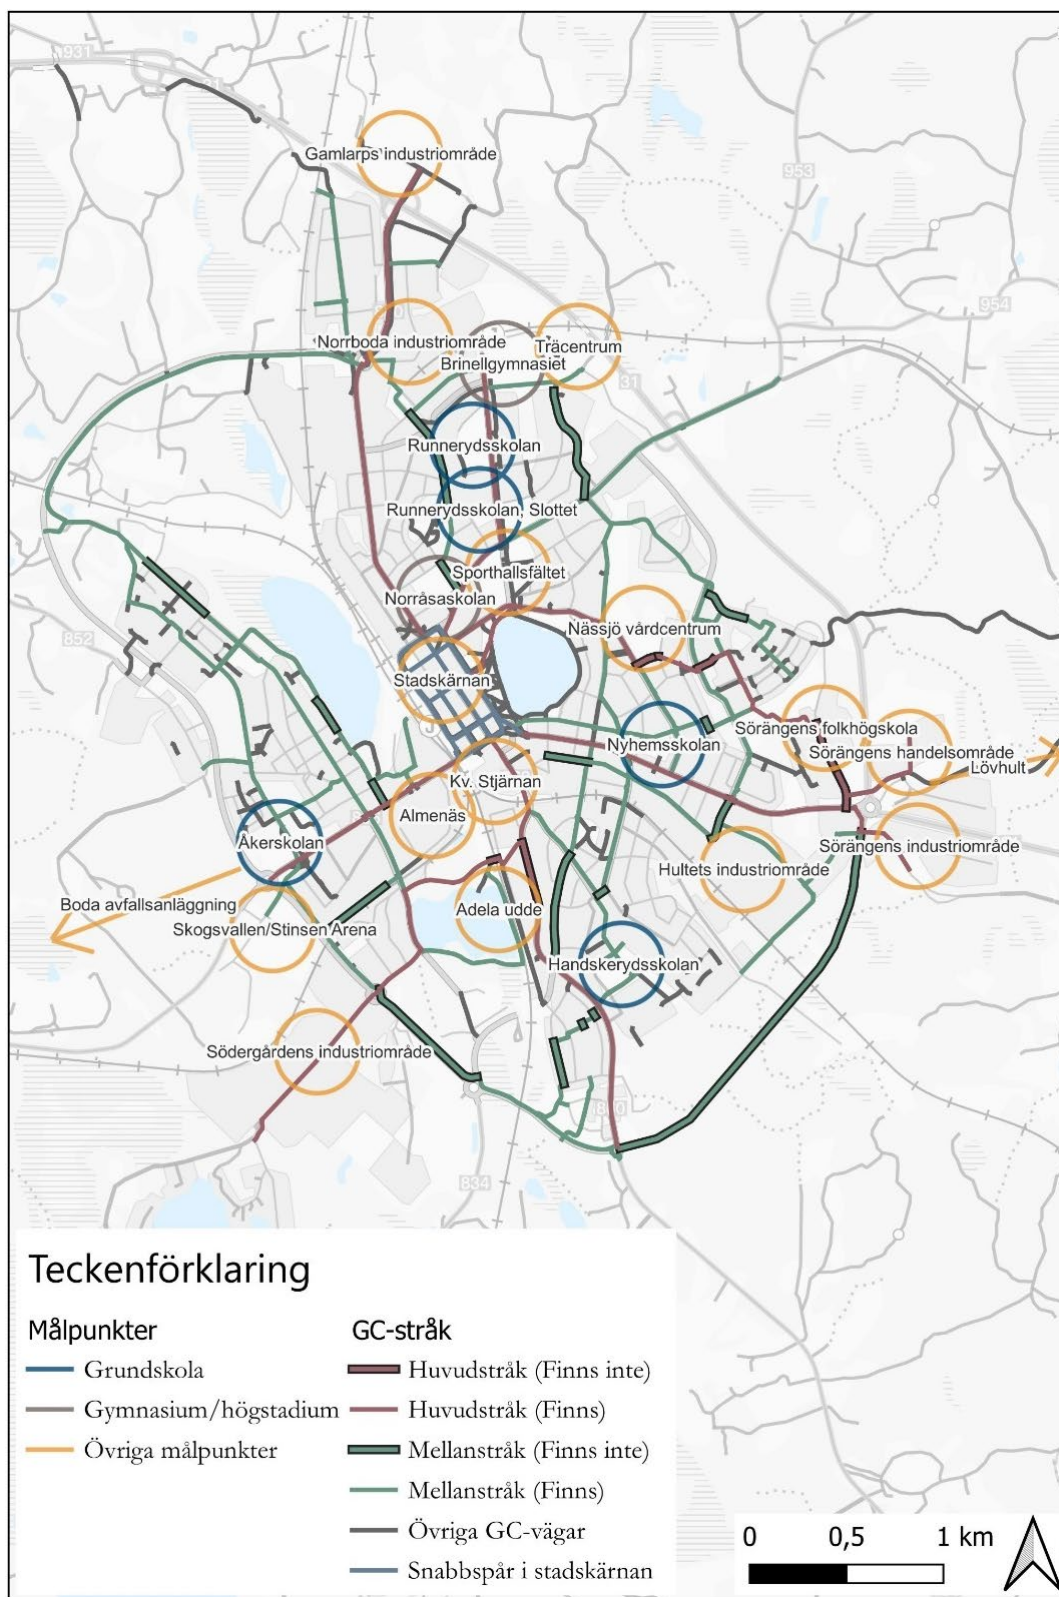 931
Gamlarps industriområde
953
954
Norrboda industriområde
Träcentrum
Brinellgymnasiet
31
Runnerydsskolan
Runnerydsskolan, Slottet
Sporthallsfältet
Norråsaskolan
Nässjö vårdcentrum
852
Stadskärnan
Sörängens folkhögskola
Nyhemsskolan
Sörängens handelsområde
Lövhult
Kv. Stjärnan
Almenäs
Åkerskolan
Sörängens industriområde
Hultets industriområde
Boda avfallsanläggning
Adela udde
Skogsvallen/Stinsen Arena
Handskerydsskolan
Södergårdens industriområde
834
Teckenförklaring
Målpunkter
GC-stråk
Grundskola
Huvudstråk (Finns inte)
Gymnasium/högstadium
Huvudstråk (Finns)
Övriga målpunkter
Mellanstråk (Finns inte)
Mellanstråk (Finns)
Övriga GC-vägar
Snabbspår i stadskärnan
0 0,5 1 km